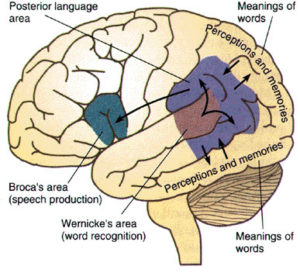 Posterior language
area
Meanings of
words
Perceptions and memories
Perceptions and memories
Broca's area
(speech production)
Wernicke's area
(word recognition)
Meanings of
words